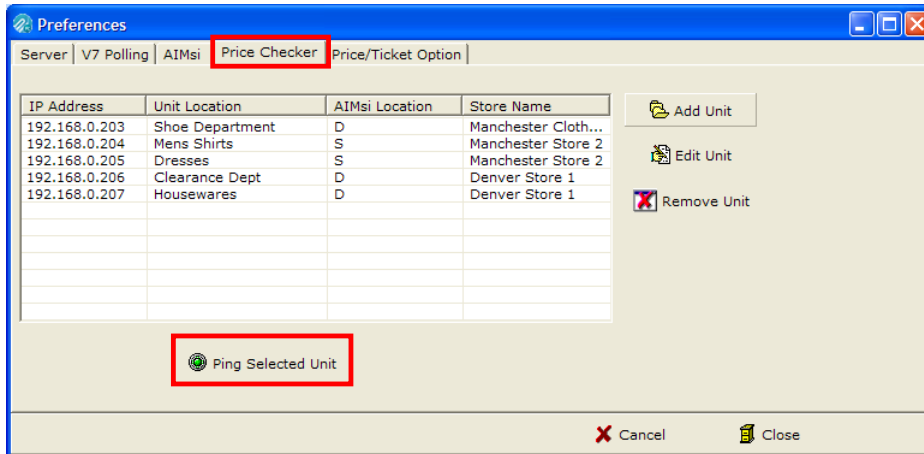 Preferences
Server V7 Polling AIMsi Price Checker Price/Ticket Option
IP Address Unit Location AIMsi Location Store Name
192.168.0.203 Shoe Department D Manchester Cloth...
192.168.0.204 Mens Shirts S Manchester Store 2
192.168.0.205 Dresses S Manchester Store 2
192.168.0.206 Clearance Dept D Denver Store 1
192.168.0.207 Housewares D Denver Store 1
Add Unit
Edit Unit
Remove Unit
Ping Selected Unit
Cancel Close